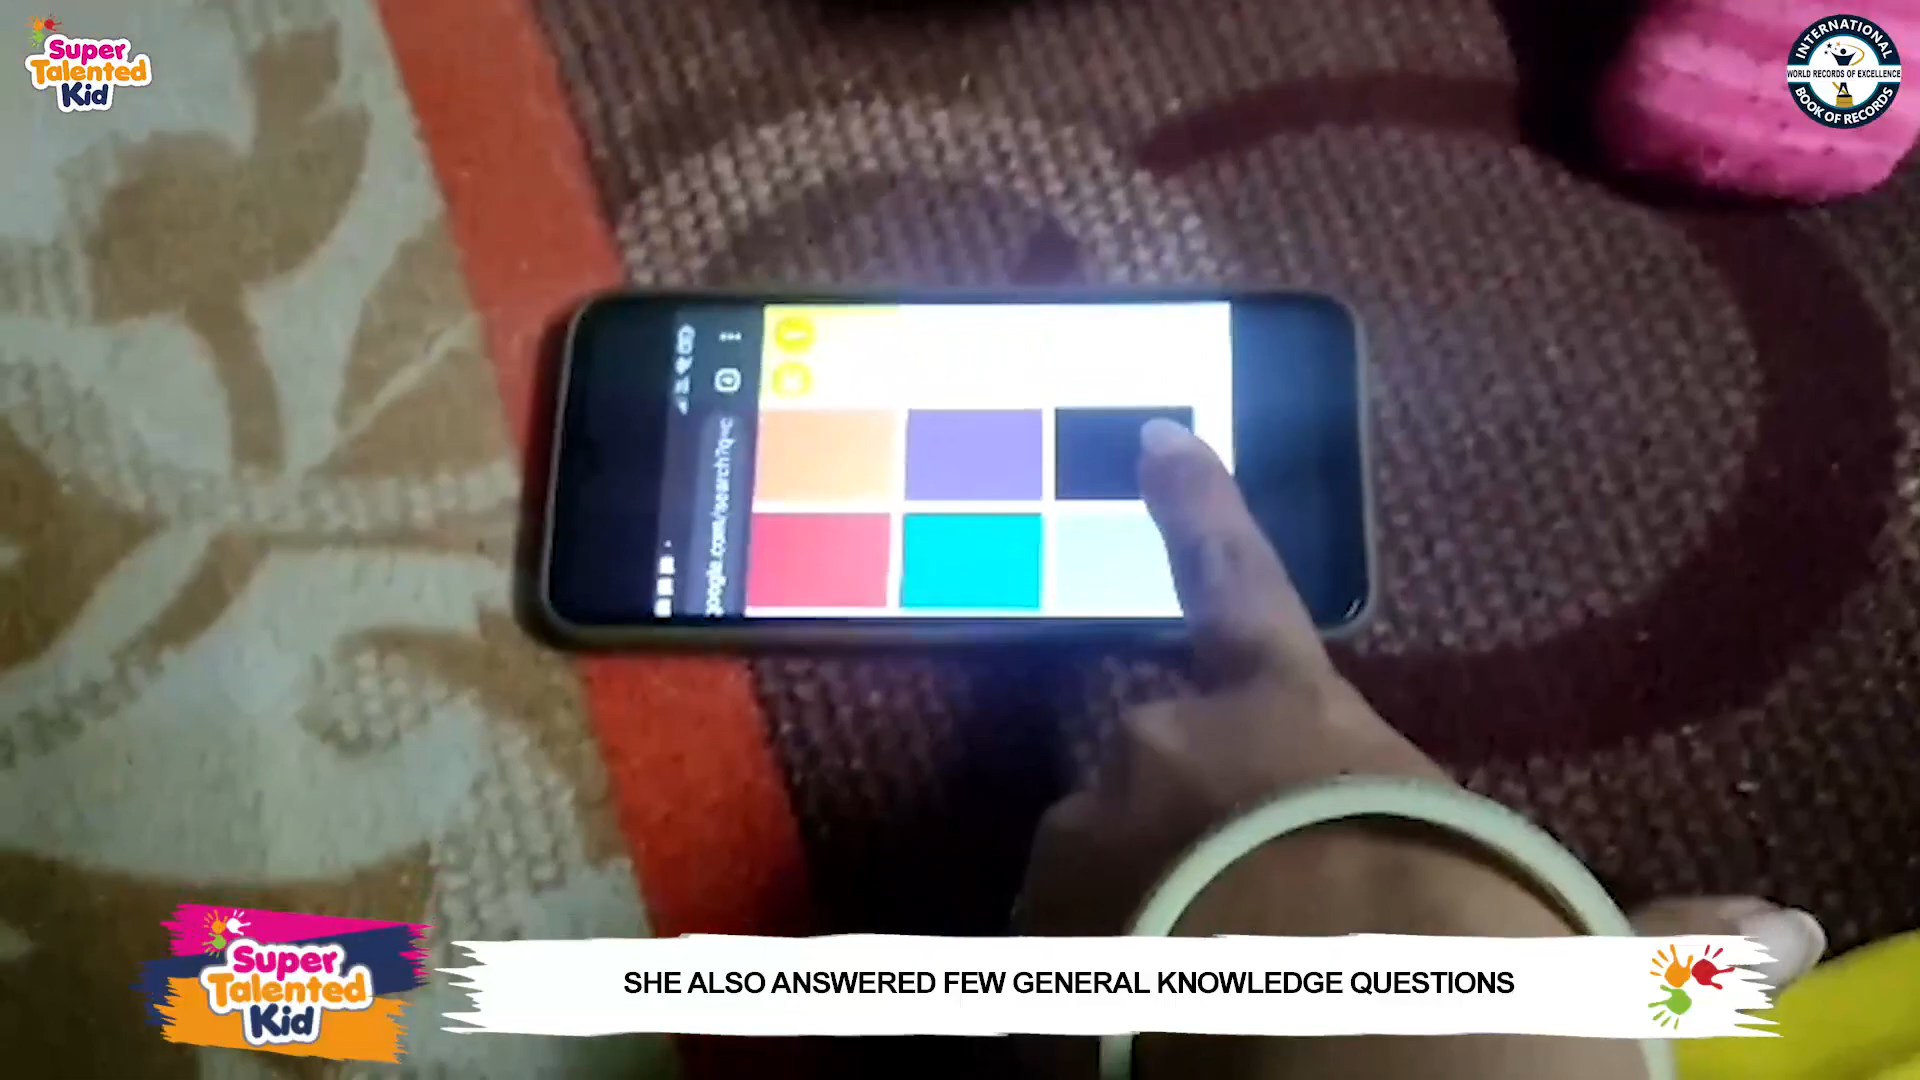 Super
Talented
Kid
INTERNATIONAL
WORLD RECORDS OF EXCELLENCE
BOOK OF RECORDS
google.com/search?q=c
Super
Talented
Kid
SHE ALSO ANSWERED FEW GENERAL KNOWLEDGE QUESTIONS